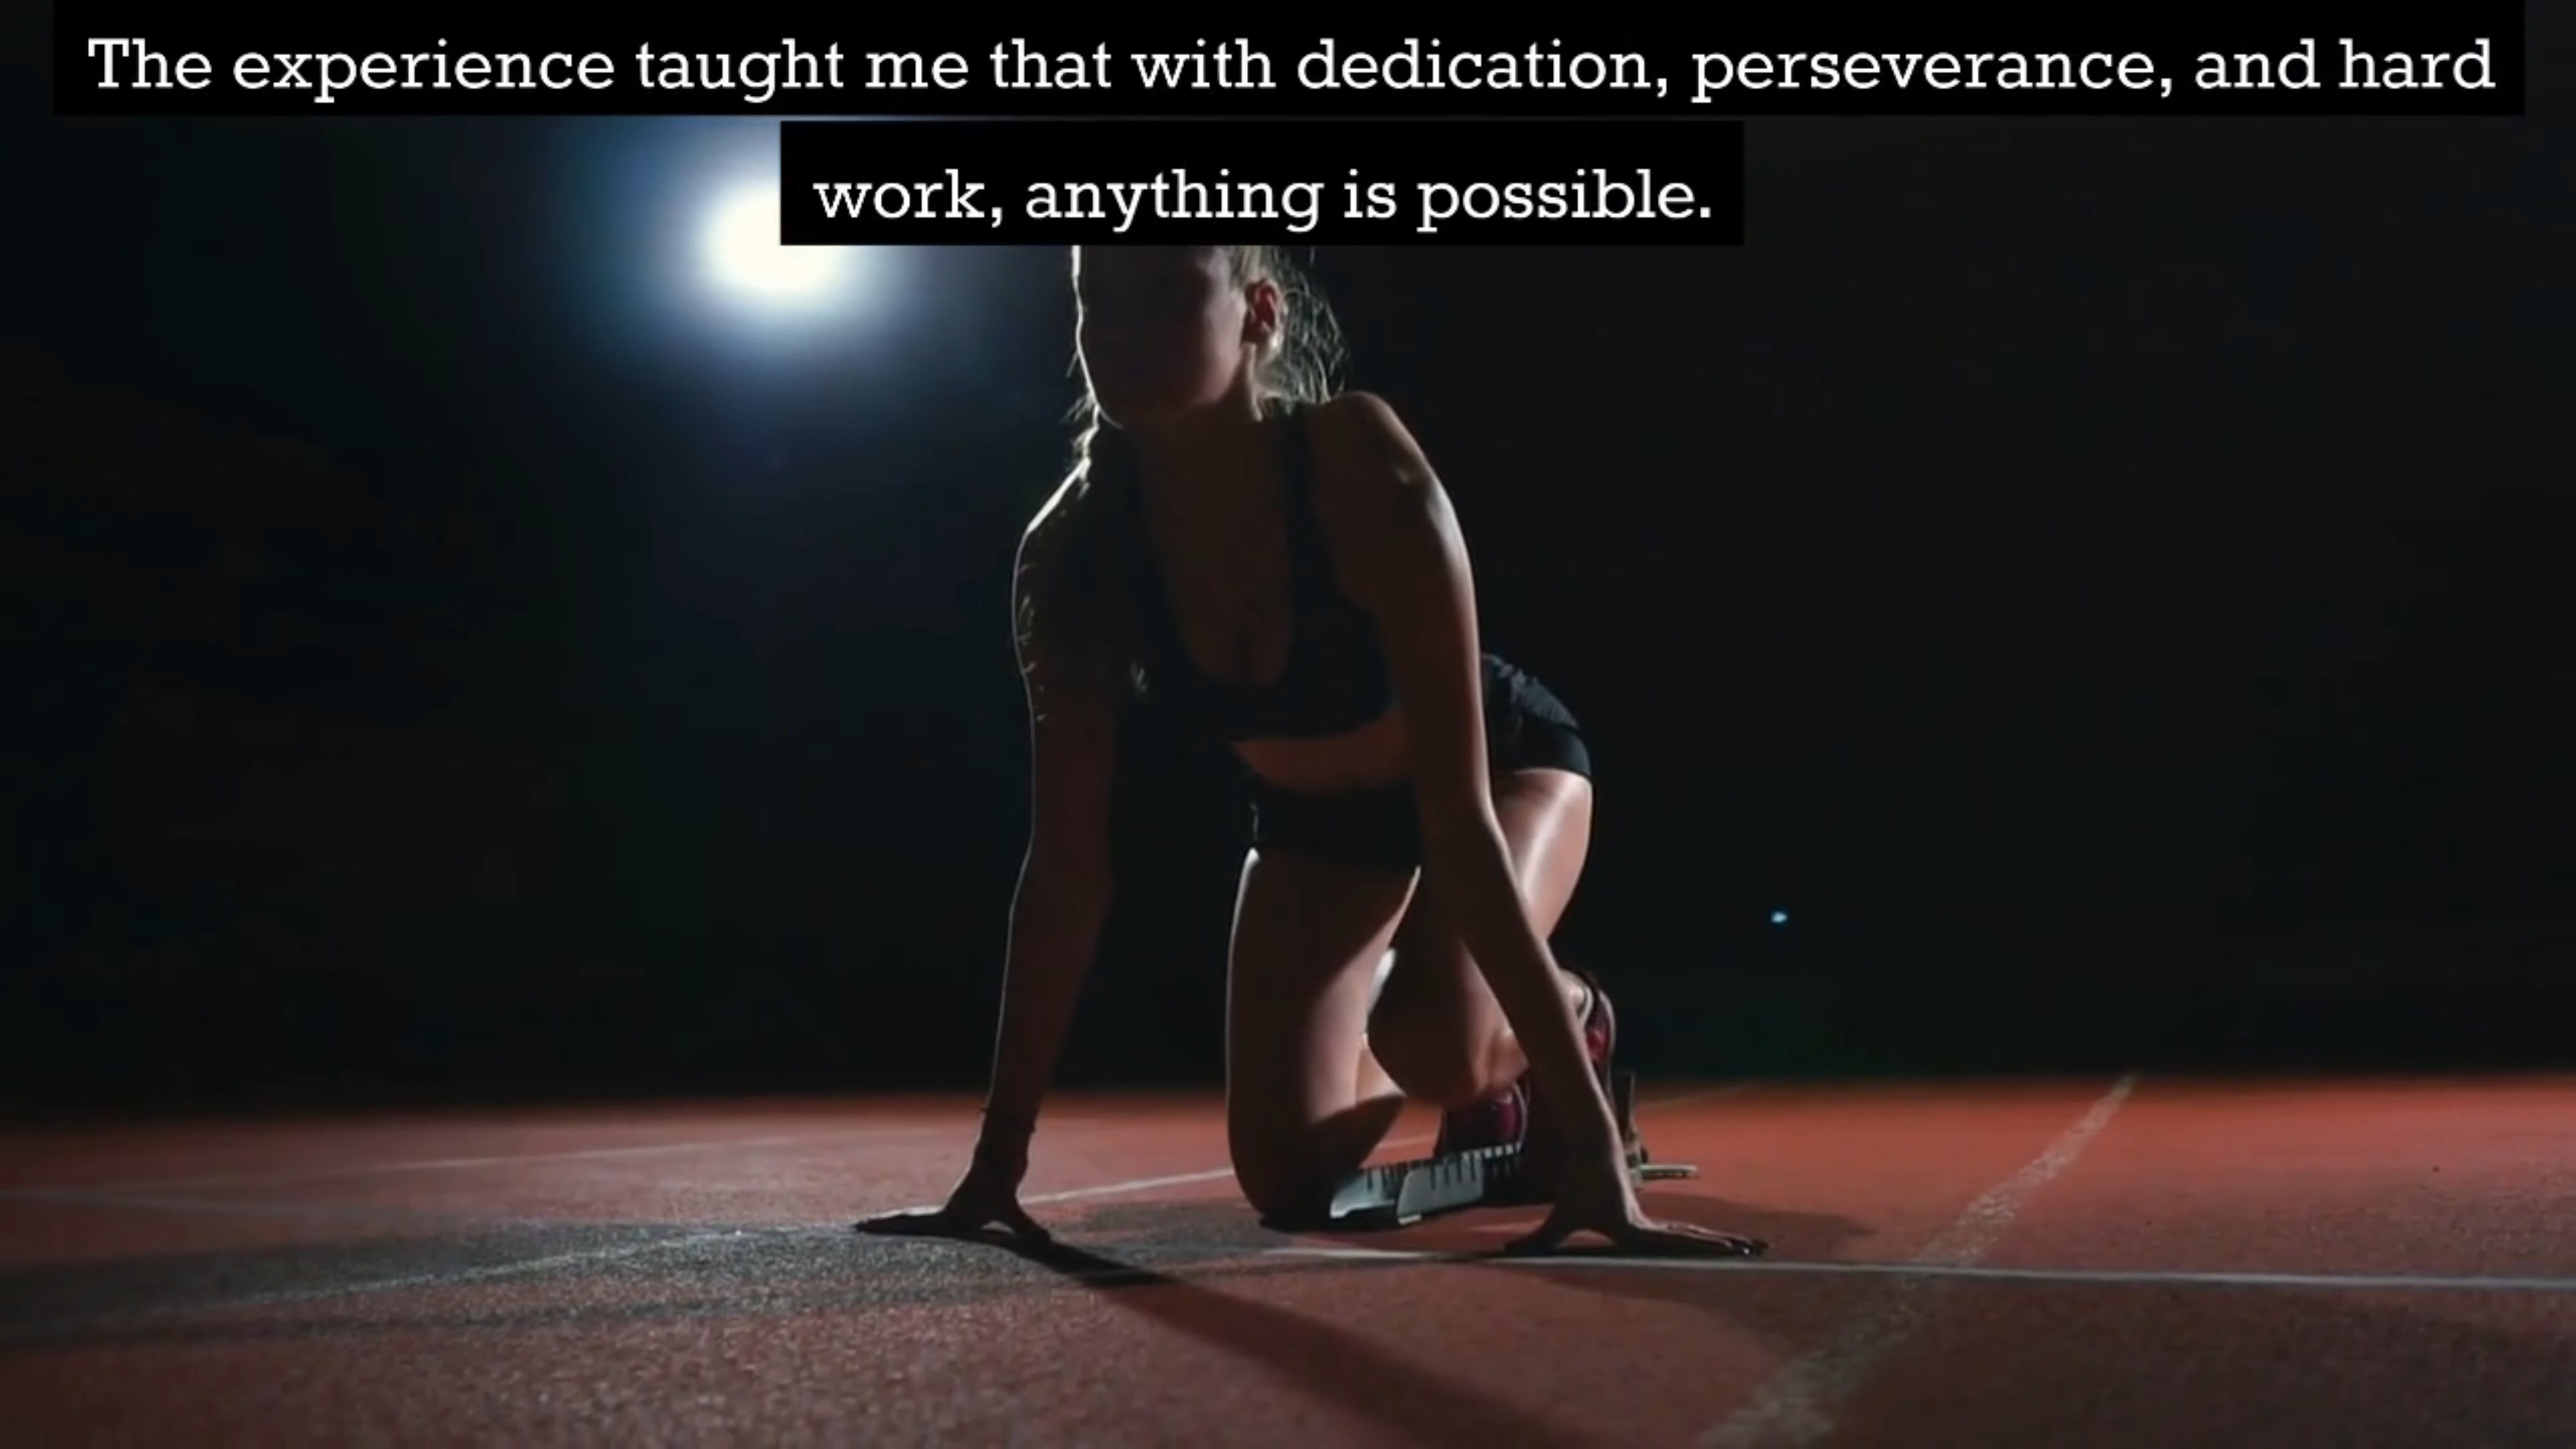 The experience taught me that with dedication, perseverance, and hard
work, anything is possible.